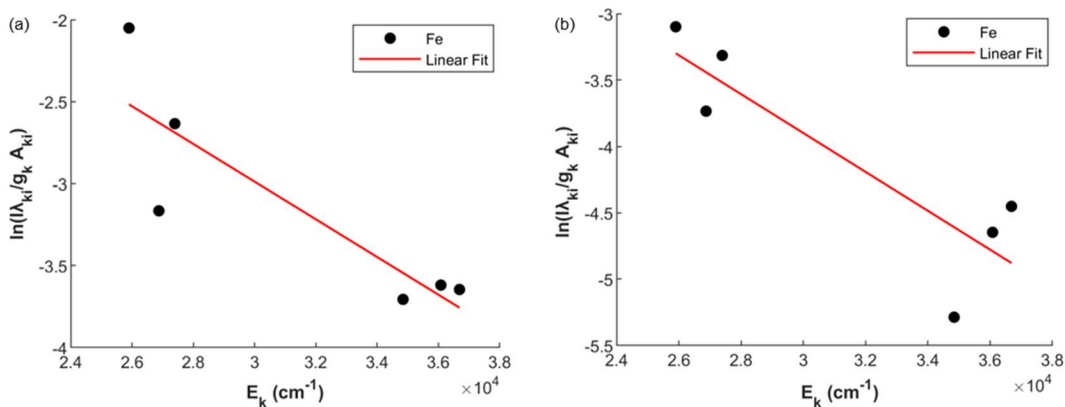 (a)
-2
-2.5
-3
-3.5
-4
ln(Iλki/gk Aki)
Fe
Linear Fit
2.4 2.6 2.8 3 3.2 3.4 3.6 3.8
Ek (cm-1)
×10^4
(b)
-3
-3.5
-4
-4.5
-5
-5.5
ln(Iλki/gk Aki)
Fe
Linear Fit
2.4 2.6 2.8 3 3.2 3.4 3.6 3.8
Ek (cm-1)
×10^4